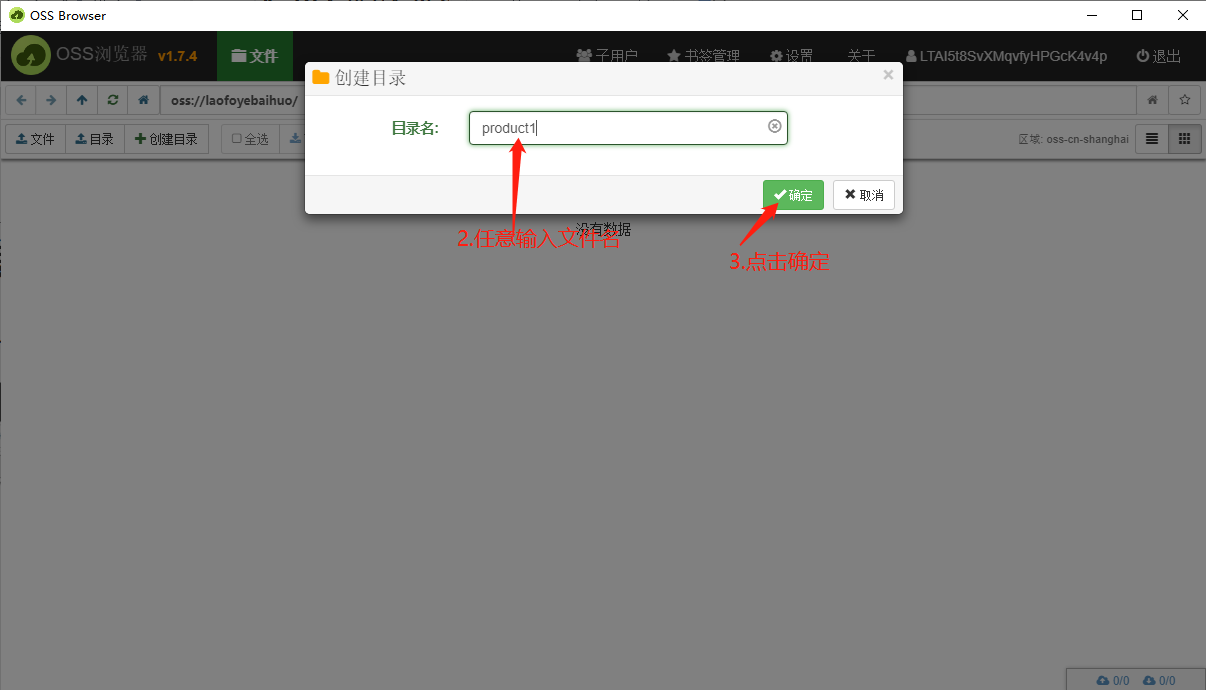 OSS Browser
OSS浏览器 v1.7.4 文件 子用户 书签管理 设置 关于 LTAI5t8SvXMqvfyHPGcK4v4p 退出
创建目录 ×
oss://laofoyebaihuo/
目录名: product1
文件 目录 创建目录 全选 区域: oss-cn-shanghai
确定 取消
没有数据
2.任意输入文件名
3.点击确定
0/0 0/0